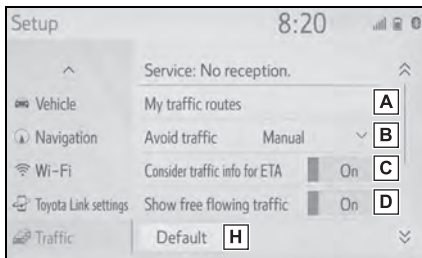 Setup 8:20
Service: No reception.
My traffic routes A
Vehicle
Navigation
Avoid traffic Manual B
Wi-Fi
Consider traffic info for ETA On C
Toyota Link settings
Show free flowing traffic On D
Traffic
Default H